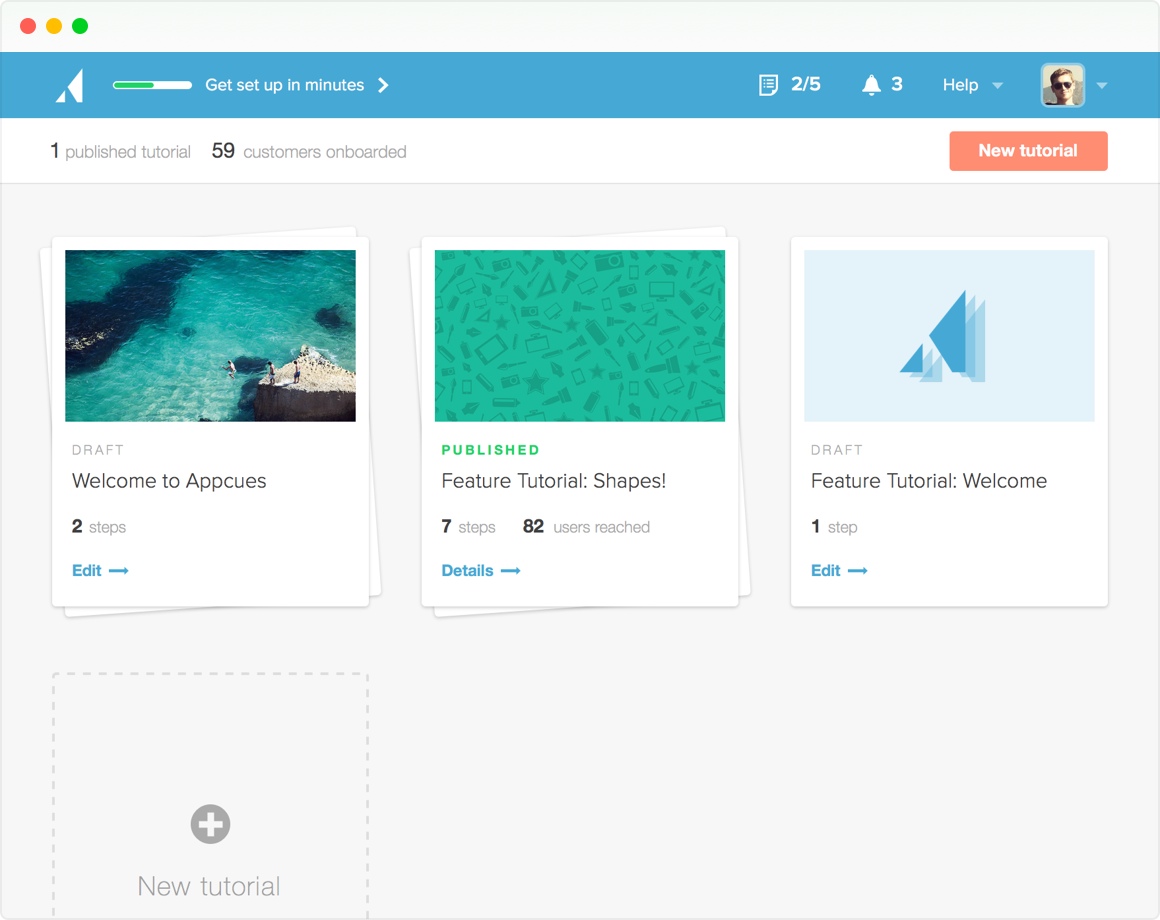 Get set up in minutes 2/5 3 Help
1 published tutorial 59 customers onboarded New tutorial
DRAFT
Welcome to Appcues
2 steps
Edit
PUBLISHED
Feature Tutorial: Shapes!
7 steps 82 users reached
Details
DRAFT
Feature Tutorial: Welcome
1 step
Edit
New tutorial